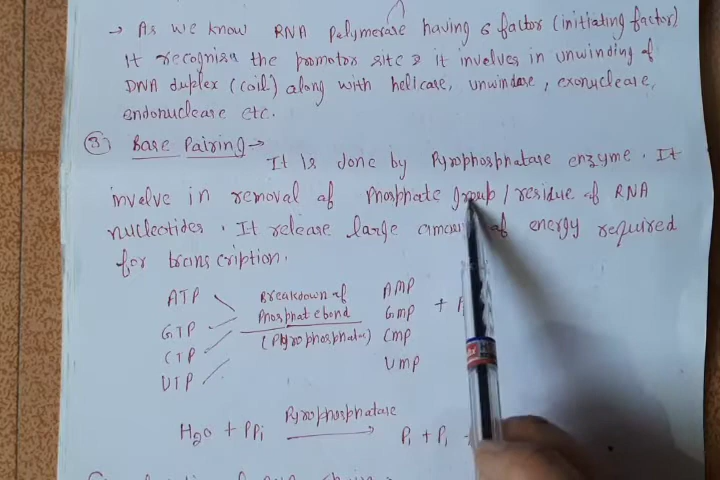 → As we know RNA polymerase having σ factor (initiating factor)
It recognise the promotor site & it involves in unwinding of
DNA duplex (coil) along with helicase, unwindase, exonuclease,
endonuclease etc.
3) Base Pairing →
It is done by Pyrophosphatase enzyme. It
involve in removal of Phosphate group / residue of RNA
nucleotides. It release large of energy required
for transcription.
ATP Breakdown of AMP
GTP Phosphate bond GMP +
CTP (Pyrophosphatase) CMP
UTP UMP
Pyrophosphatase
H2O + PPi → Pi + Pi